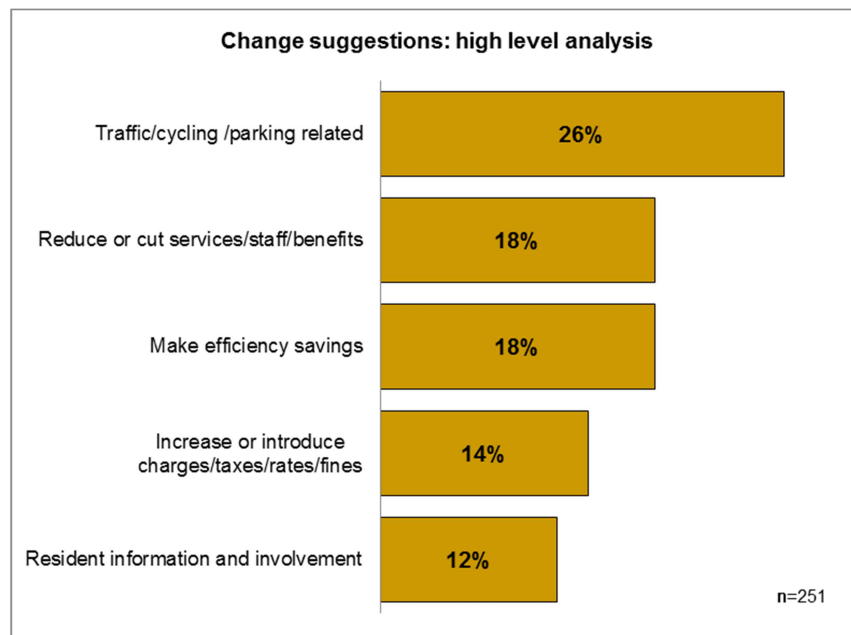 Change suggestions: high level analysis
Traffic/cycling /parking related
26%
Reduce or cut services/staff/benefits
18%
Make efficiency savings
18%
Increase or introduce
charges/taxes/rates/fines
14%
Resident information and involvement
12%
n=251